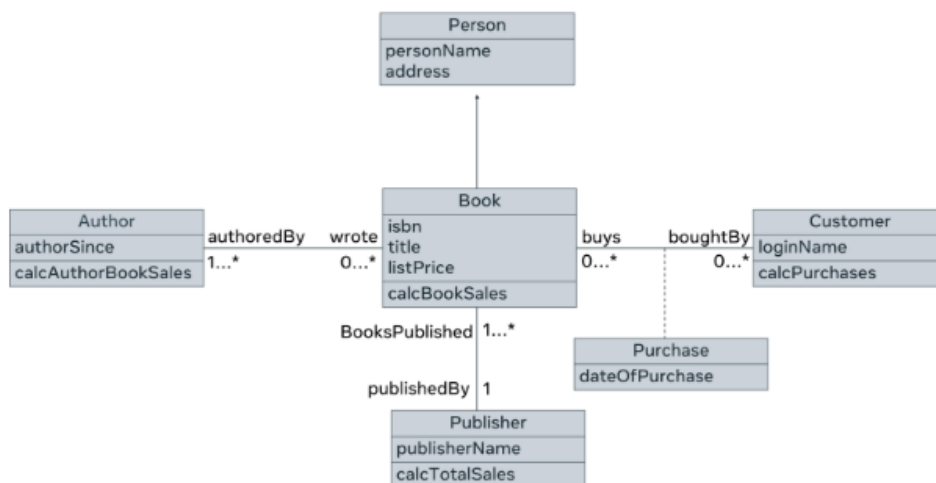 Person
personName
address
Book
isbn
title
listPrice
calcBookSales
Author
authorSince
calcAuthorBookSales
authoredBy wrote
1...* 0...*
buys boughtBy
0...* 0...*
Customer
loginName
calcPurchases
BooksPublished 1...*
Purchase
dateOfPurchase
publishedBy 1
Publisher
publisherName
calcTotalSales